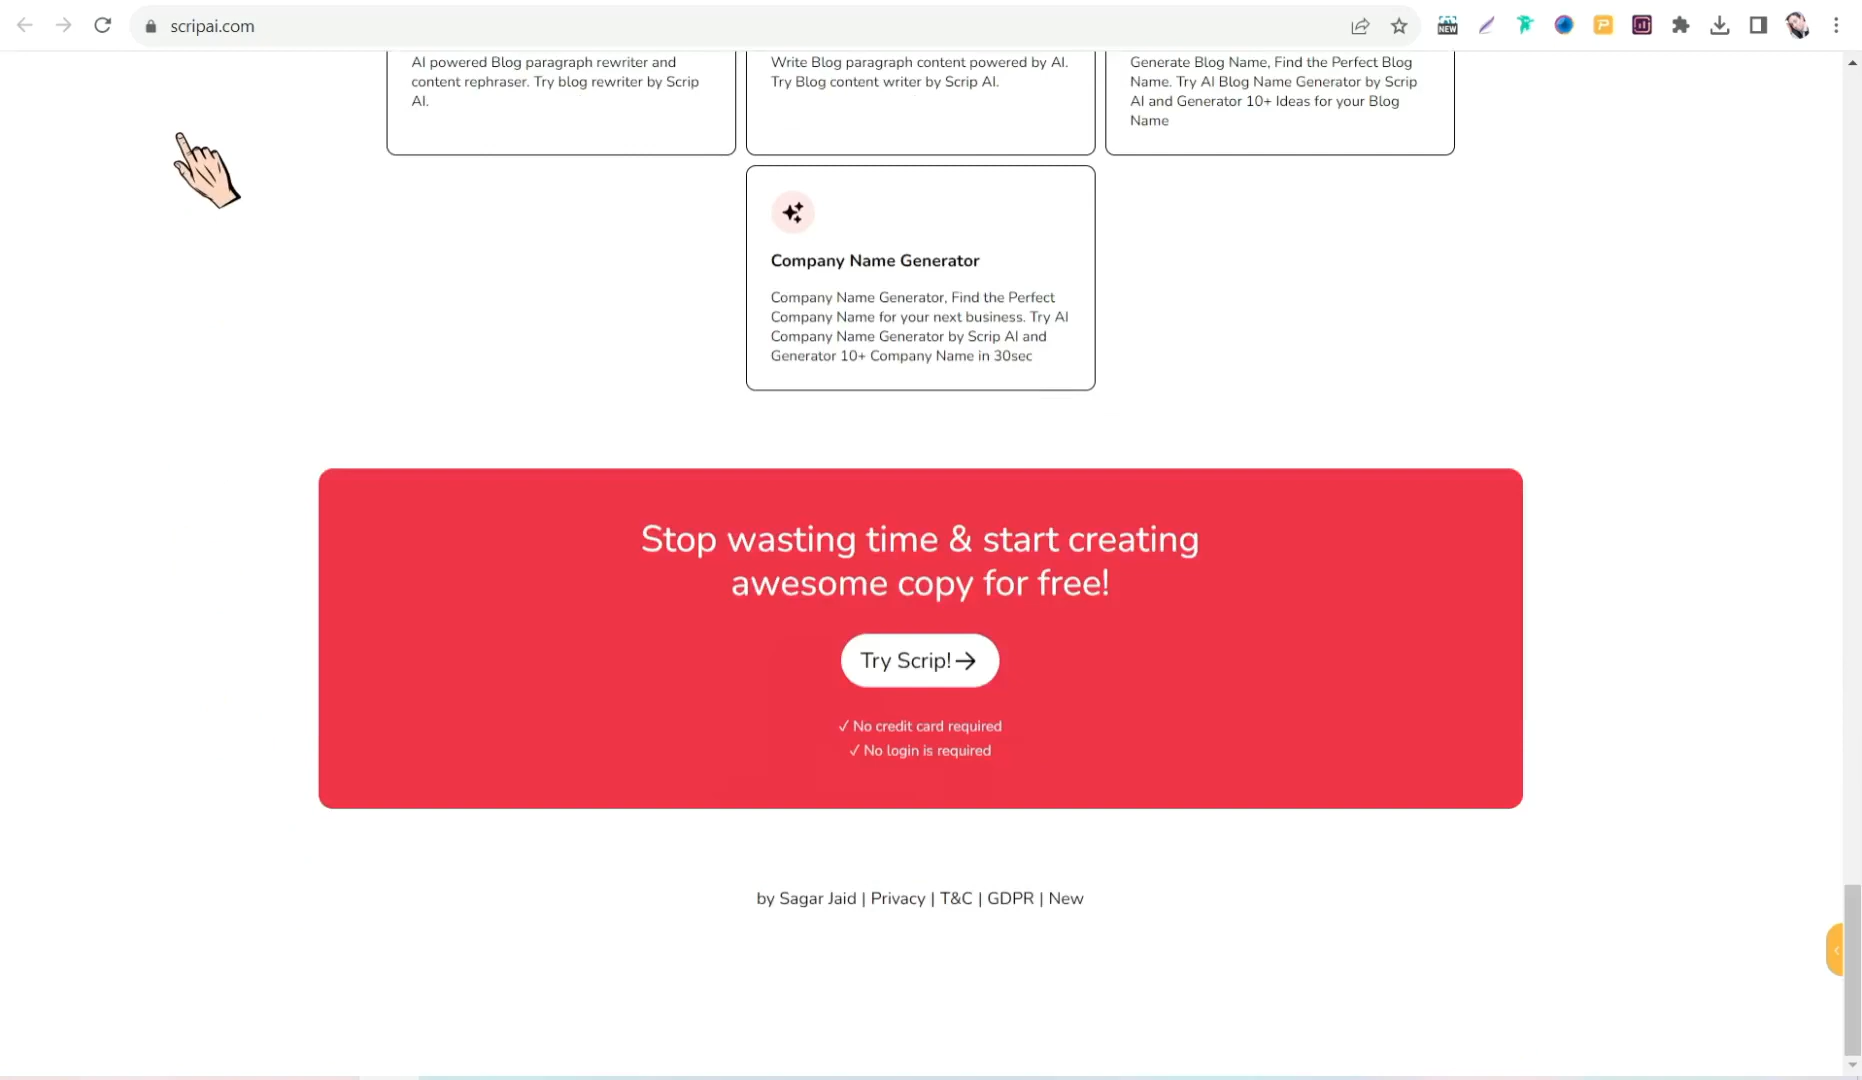 scripai.com
NEW
AI powered Blog paragraph rewriter and
content rephraser. Try blog rewriter by Scrip
AI.
Write Blog paragraph content powered by AI.
Try Blog content writer by Scrip AI.
Generate Blog Name, Find the Perfect Blog
Name. Try AI Blog Name Generator by Scrip
AI and Generator 10+ Ideas for your Blog
Name
Company Name Generator
Company Name Generator, Find the Perfect
Company Name for your next business. Try AI
Company Name Generator by Scrip AI and
Generator 10+ Company Name in 30sec
Stop wasting time & start creating
awesome copy for free!
Try Scrip!→
✓ No credit card required
✓ No login is required
by Sagar Jaid | Privacy | T&C | GDPR | New